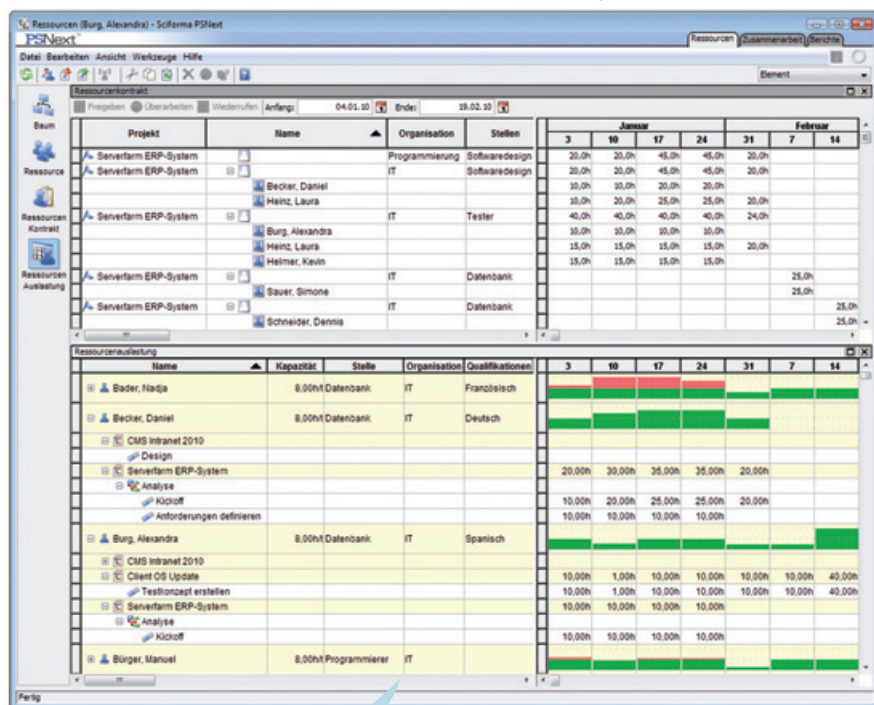 Ressourcen (Burg, Alexandra) - Sciforma PSNext
PSNext
Ressourcen Zusammenarbeit Berichte
Datei Bearbeiten Ansicht Werkzeuge Hilfe
Element
Ressourcenkontrakt
Freigeben Überarbeiten Wiederrufen Anfang: 04.01.10 Ende: 19.02.10
Baum
Ressource
Ressourcen Kontrakt
Ressourcen Auslastung
Projekt Name Organisation Stellen Januar Februar
3 10 17 24 31 7 14
Serverfarm ERP-System Programmierung Softwaredesign 20,0h 20,0h 45,0h 45,0h 20,0h
Serverfarm ERP-System IT Softwaredesign 20,0h 20,0h 45,0h 45,0h 20,0h
Becker, Daniel 10,0h 10,0h 20,0h 20,0h
Heinz, Laura 10,0h 10,0h 25,0h 25,0h 20,0h
Serverfarm ERP-System IT Tester 40,0h 40,0h 40,0h 40,0h 24,0h
Burg, Alexandra 10,0h 10,0h 10,0h 10,0h
Heinz, Laura 15,0h 15,0h 15,0h 15,0h 20,0h
Helmer, Kevin 15,0h 15,0h 15,0h 15,0h
Serverfarm ERP-System IT Datenbank 25,0h
Sauer, Simone 25,0h
Serverfarm ERP-System IT Datenbank 25,0h
Schneider, Dennis 25,0h
Ressourcenauslastung
Name Kapazität Stelle Organisation Qualifikationen 3 10 17 24 31 7 14
Bader, Nadja 8,00h/t Datenbank IT Französisch
Becker, Daniel 8,00h/t Datenbank IT Deutsch
CMS Intranet 2010
Design
Serverfarm ERP-System 20,00h 30,00h 35,00h 35,00h 20,00h
Analyse
Kickoff 10,00h 20,00h 25,00h 25,00h 20,00h
Anforderungen definieren 10,00h 10,00h 10,00h 10,00h
Burg, Alexandra 8,00h/t Datenbank IT Spanisch
CMS Intranet 2010
Client OS Update 10,00h 1,00h 10,00h 10,00h 10,00h 10,00h 40,00h
Testkonzept erstellen 10,00h 1,00h 10,00h 10,00h 10,00h 10,00h 40,00h
Serverfarm ERP-System 10,00h 10,00h 10,00h 10,00h
Analyse
Kickoff 10,00h 10,00h 10,00h 10,00h
Bürger, Manuel 8,00h/t Programmierer IT
Fertig